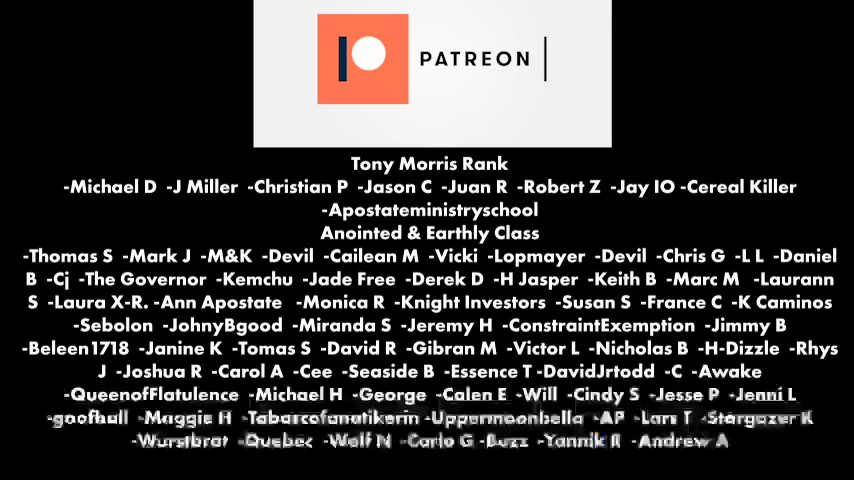 PATREON
Tony Morris Rank
-Michael D -J Miller -Christian P -Jason C -Juan R -Robert Z -Jay IO -Cereal Killer
-Apostateministryschool
Anointed & Earthly Class
-Thomas S -Mark J -M&K -Devil -Cailean M -Vicki -Lopmayer -Devil -Chris G -L L -Daniel
B -Cj -The Governor -Kemchu -Jade Free -Derek D -H Jasper -Keith B -Marc M -Laurann
S -Laura X-R. -Ann Apostate -Monica R -Knight Investors -Susan S -France C -K Caminos
-Sebolon -JohnyBgood -Miranda S -Jeremy H -ConstraintExemption -Jimmy B
-Beleen1718 -Janine K -Tomas S -David R -Gibran M -Victor L -Nicholas B -H-Dizzle -Rhys
J -Joshua R -Carol A -Cee -Seaside B -Essence T -DavidJrtodd -C -Awake
-QueenofFlatulence -Michael H -George -Calen E -Will -Cindy S -Jesse P -Jenni L
-goofball -Maggie H -Tabarcofanatikerin -Uppermoonbella -AP -Lars T -Stargazer K
-Wurstbrot -Quebec -Wolf N -Carlo G -Buzz -Yannik R -Andrew A